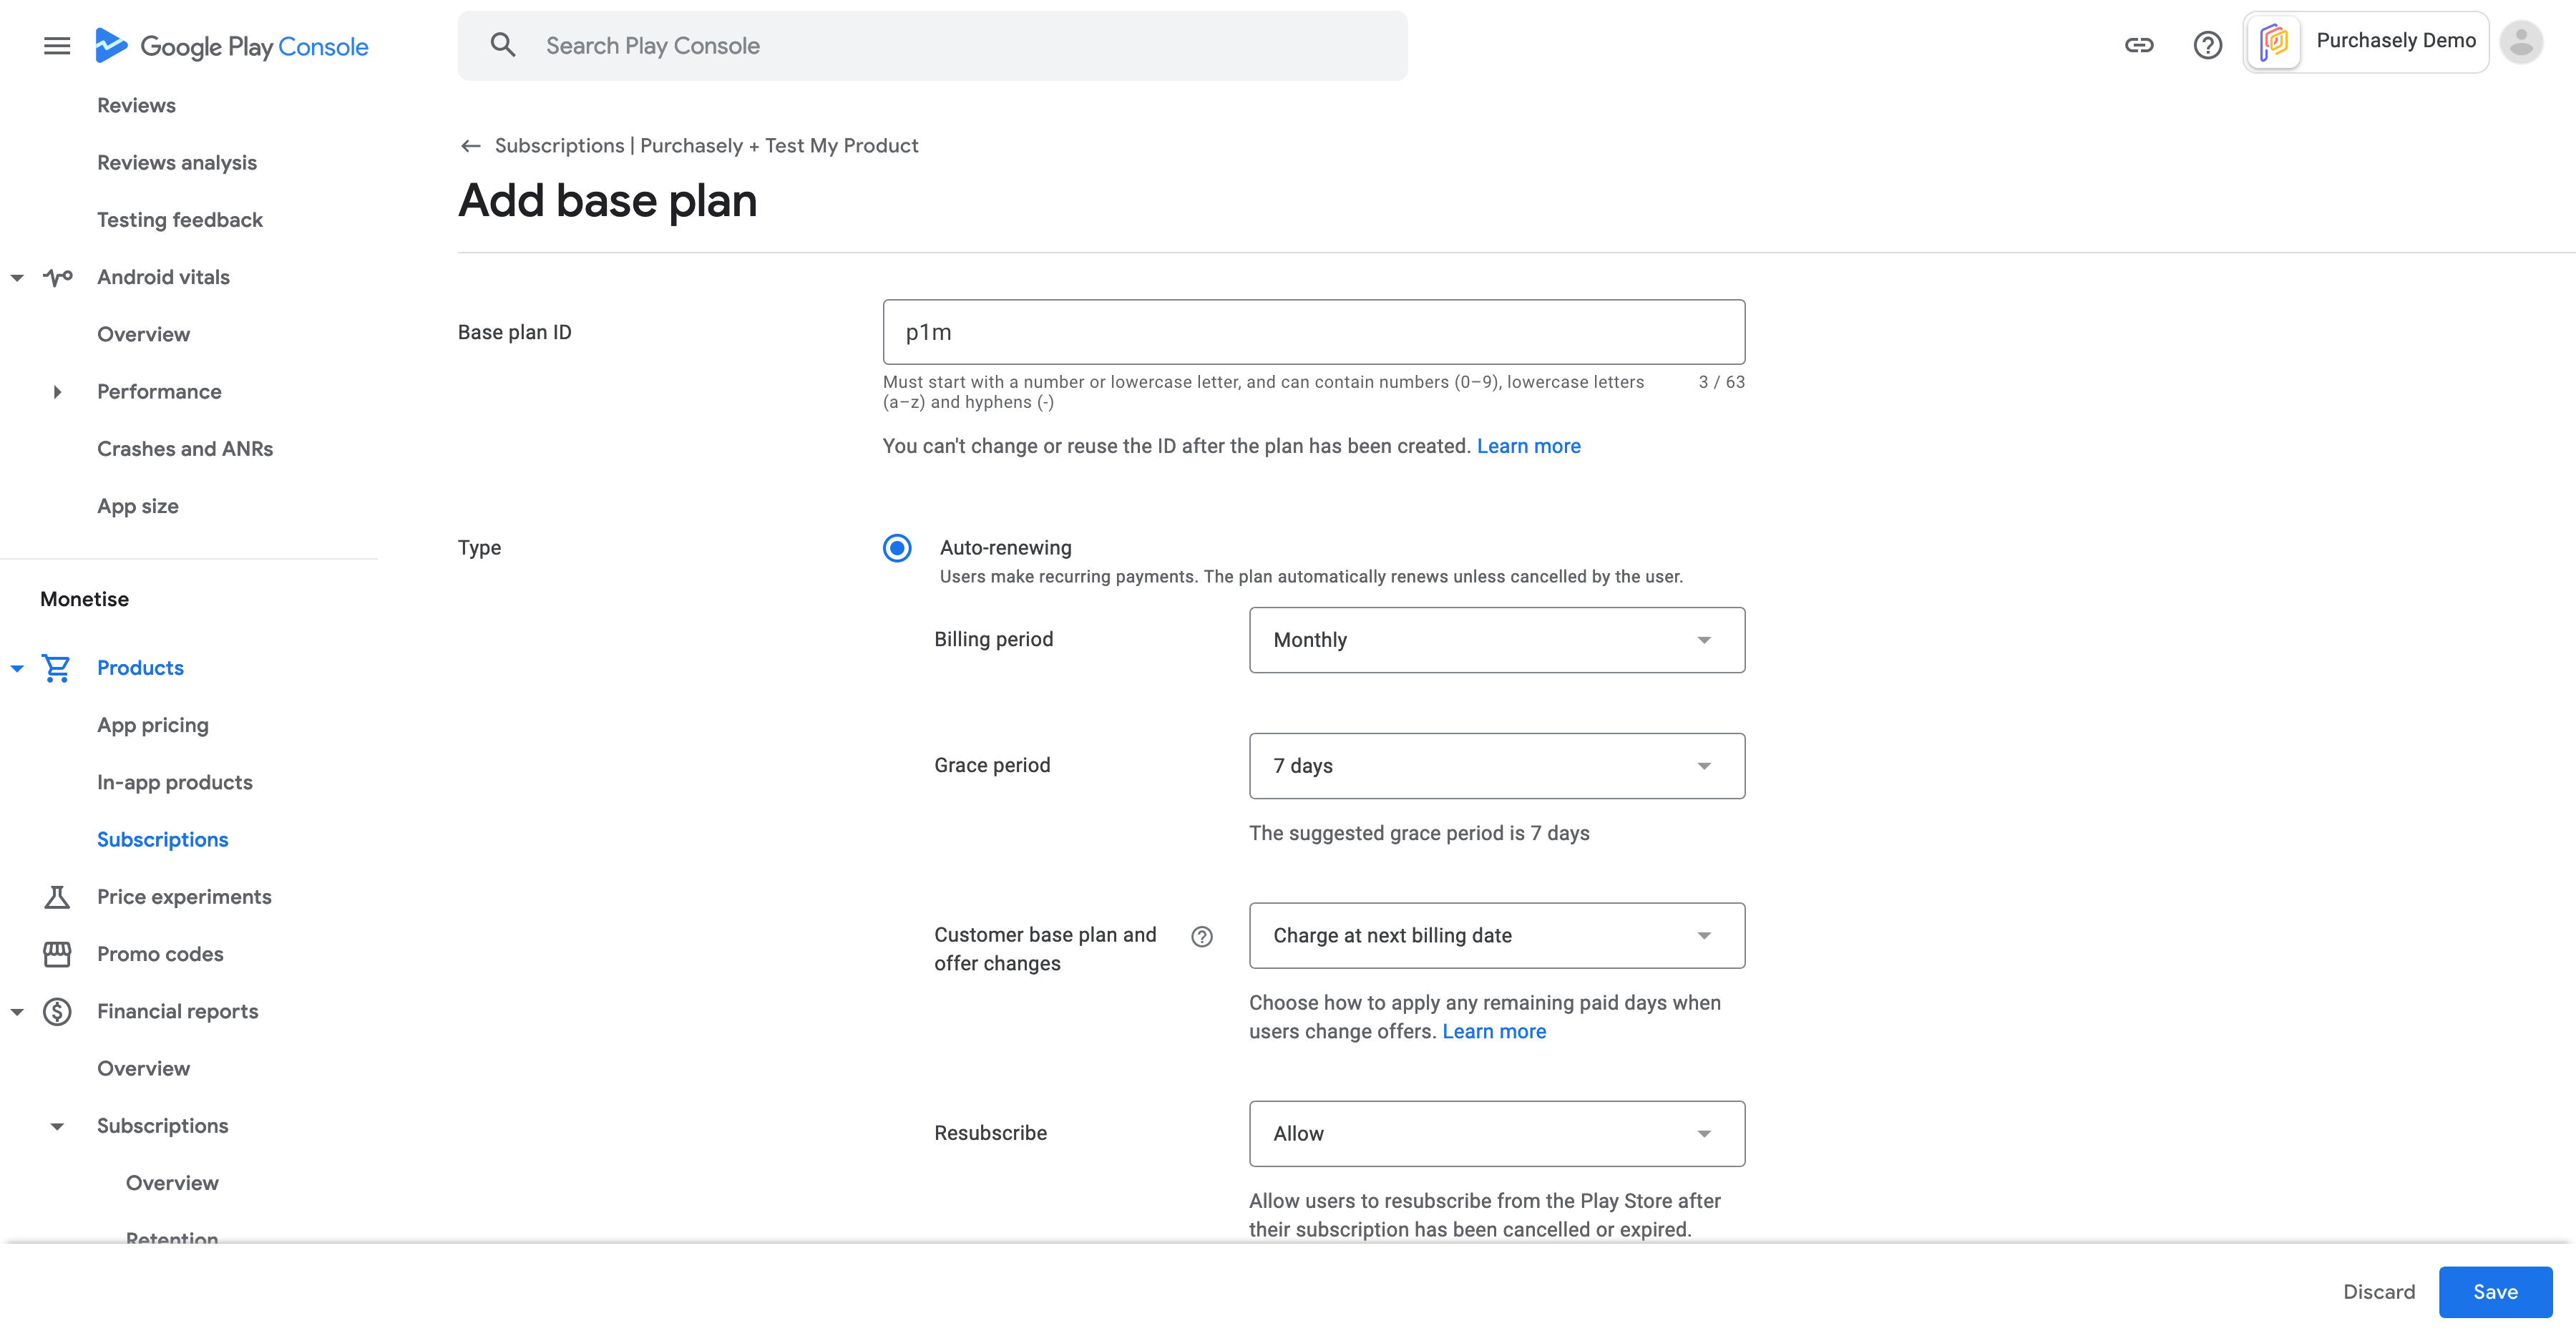 Google Play Console
Search Play Console
Purchasely Demo
Reviews
Reviews analysis
Testing feedback
Android vitals
Overview
Performance
Crashes and ANRs
App size
Monetise
Products
App pricing
In-app products
Subscriptions
Price experiments
Promo codes
Financial reports
Overview
Subscriptions
Overview
Retention
Subscriptions | Purchasely + Test My Product
Add base plan
Base plan ID
p1m
Must start with a number or lowercase letter, and can contain numbers (0–9), lowercase letters
(a–z) and hyphens (-)
3 / 63
You can't change or reuse the ID after the plan has been created. Learn more
Type
Auto-renewing
Users make recurring payments. The plan automatically renews unless cancelled by the user.
Billing period
Monthly
Grace period
7 days
The suggested grace period is 7 days
Customer base plan and
offer changes
Charge at next billing date
Choose how to apply any remaining paid days when
users change offers. Learn more
Resubscribe
Allow
Allow users to resubscribe from the Play Store after
their subscription has been cancelled or expired.
Discard
Save